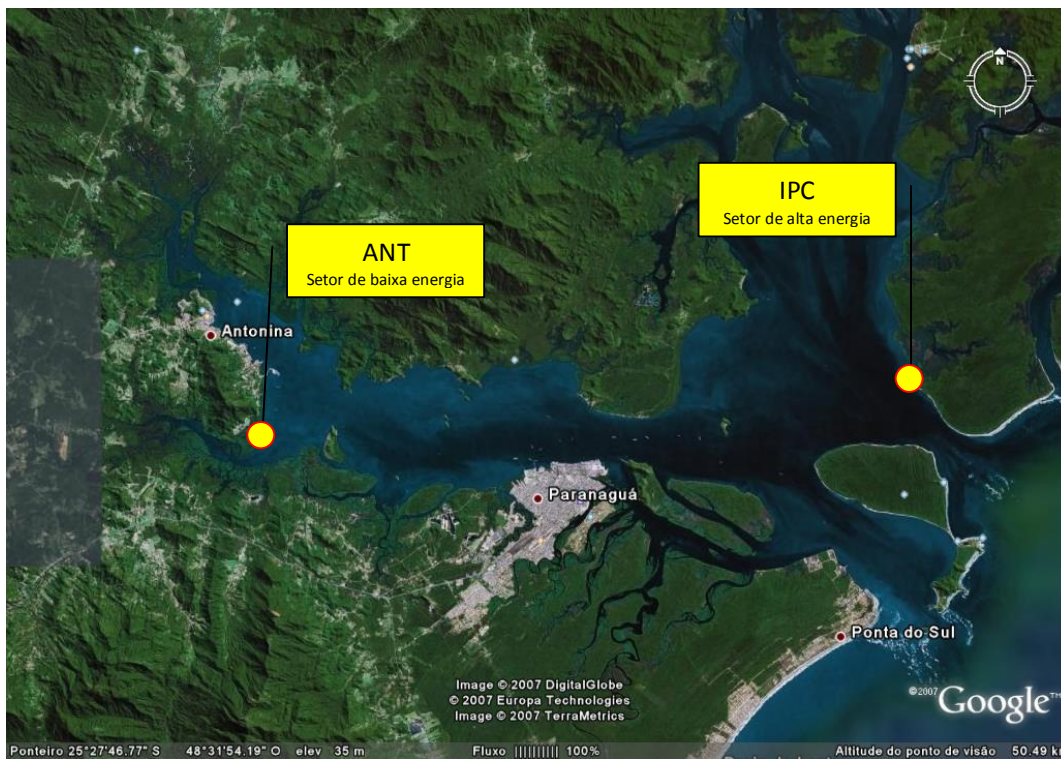 N
IPC
Setor de alta energia
ANT
Setor de baixa energia
Antonina
Paranaguá
Ponta do Sul
Image © 2007 DigitalGlobe
© 2007 Europa Technologies
Image © 2007 TerraMetrics
©2007 Google™
Ponteiro 25°27'46.77" S 48°31'54.19" O elev 35 m Fluxo 100% Altitude do ponto de visão 50.49 km